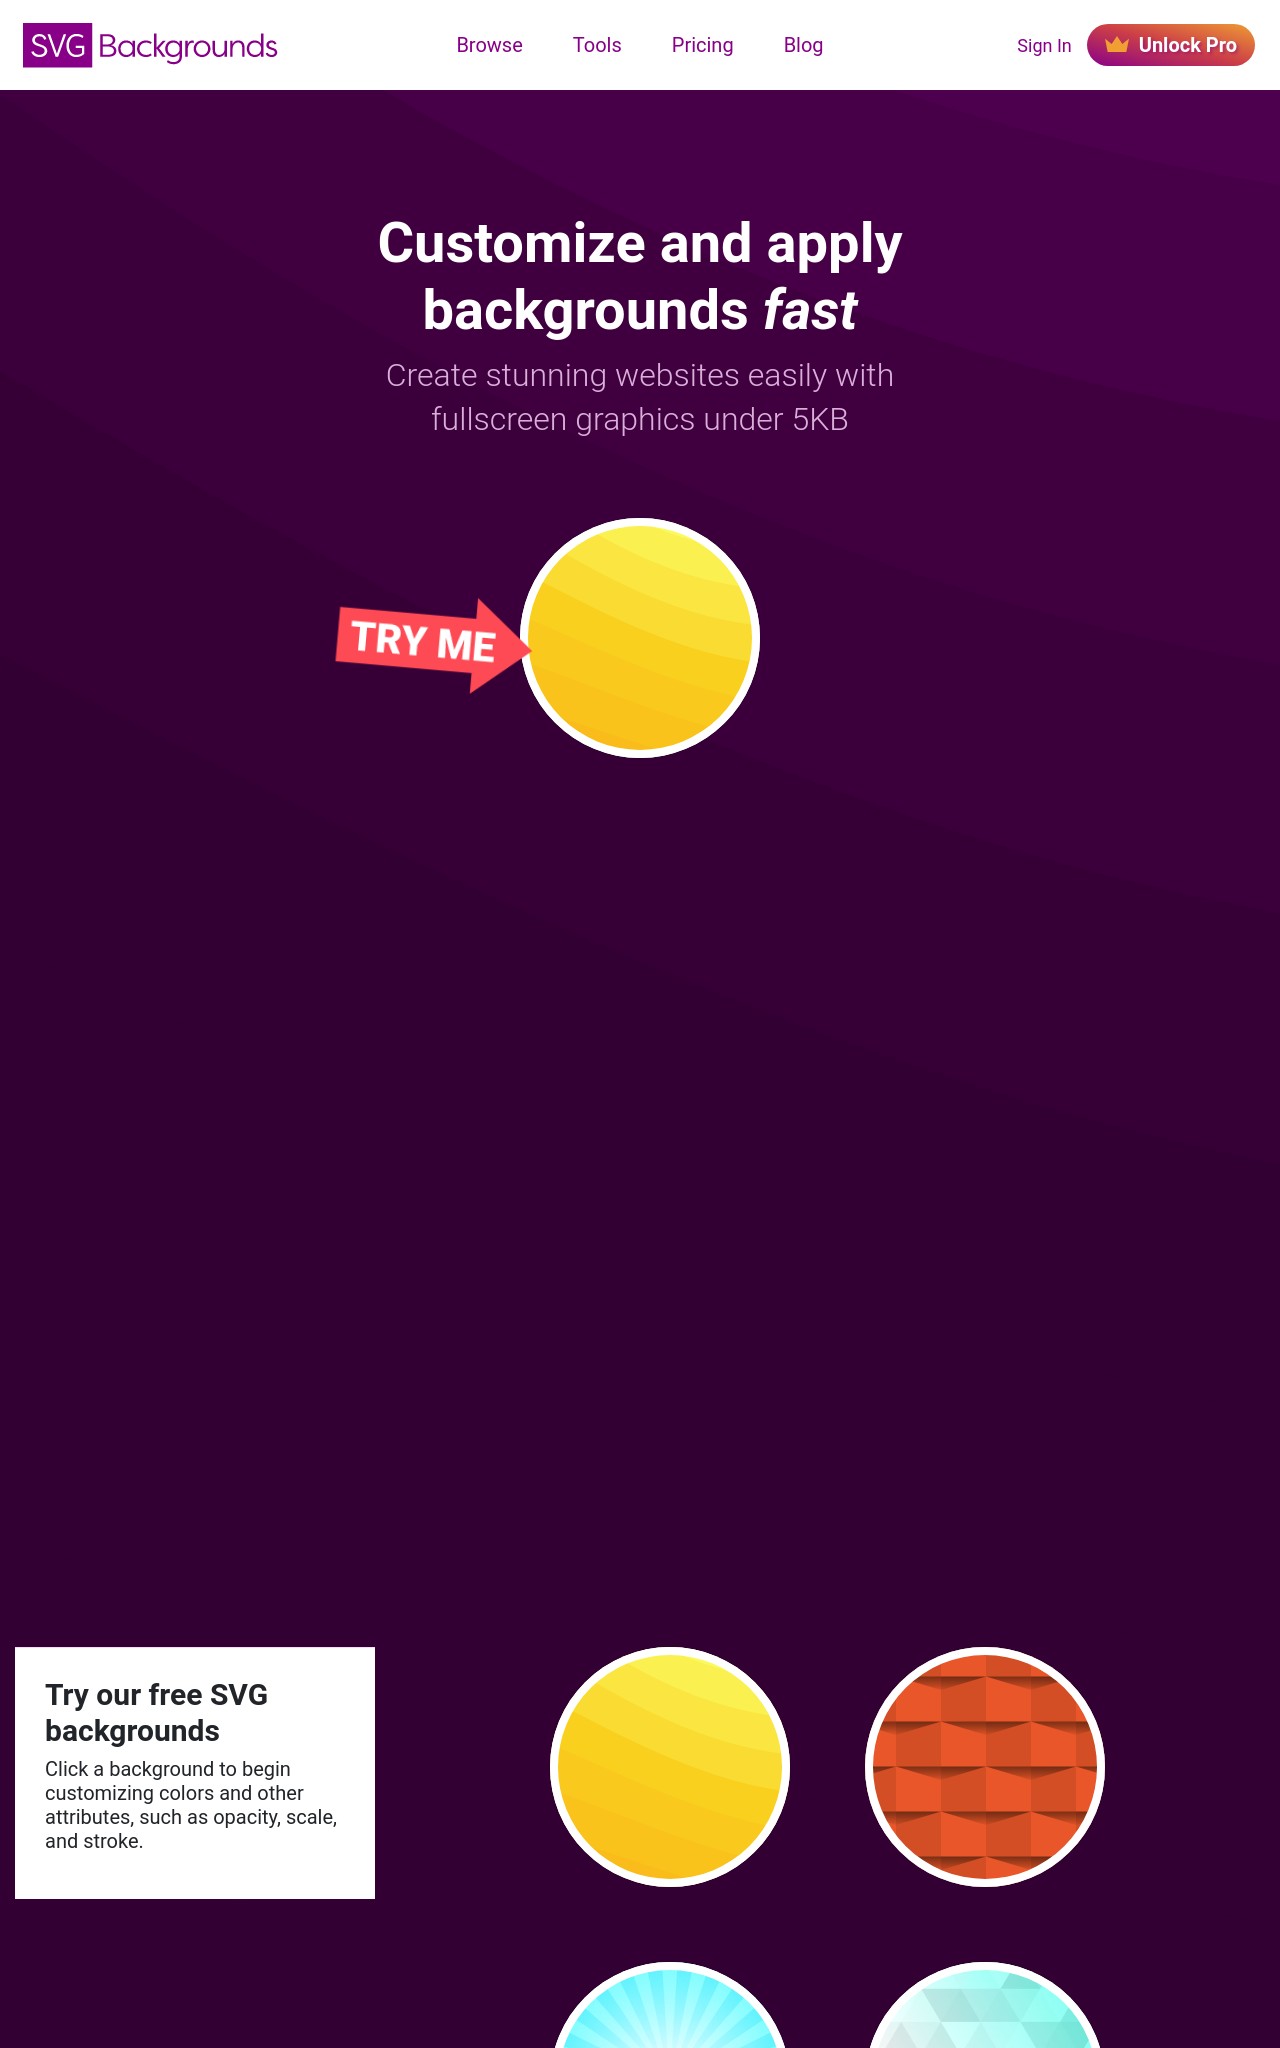 SVG Backgrounds
Browse
Tools
Pricing
Blog
Sign In
Unlock Pro
Customize and apply
backgrounds fast
Create stunning websites easily with
fullscreen graphics under 5KB
TRY ME
Try our free SVG
backgrounds
Click a background to begin
customizing colors and other
attributes, such as opacity, scale,
and stroke.